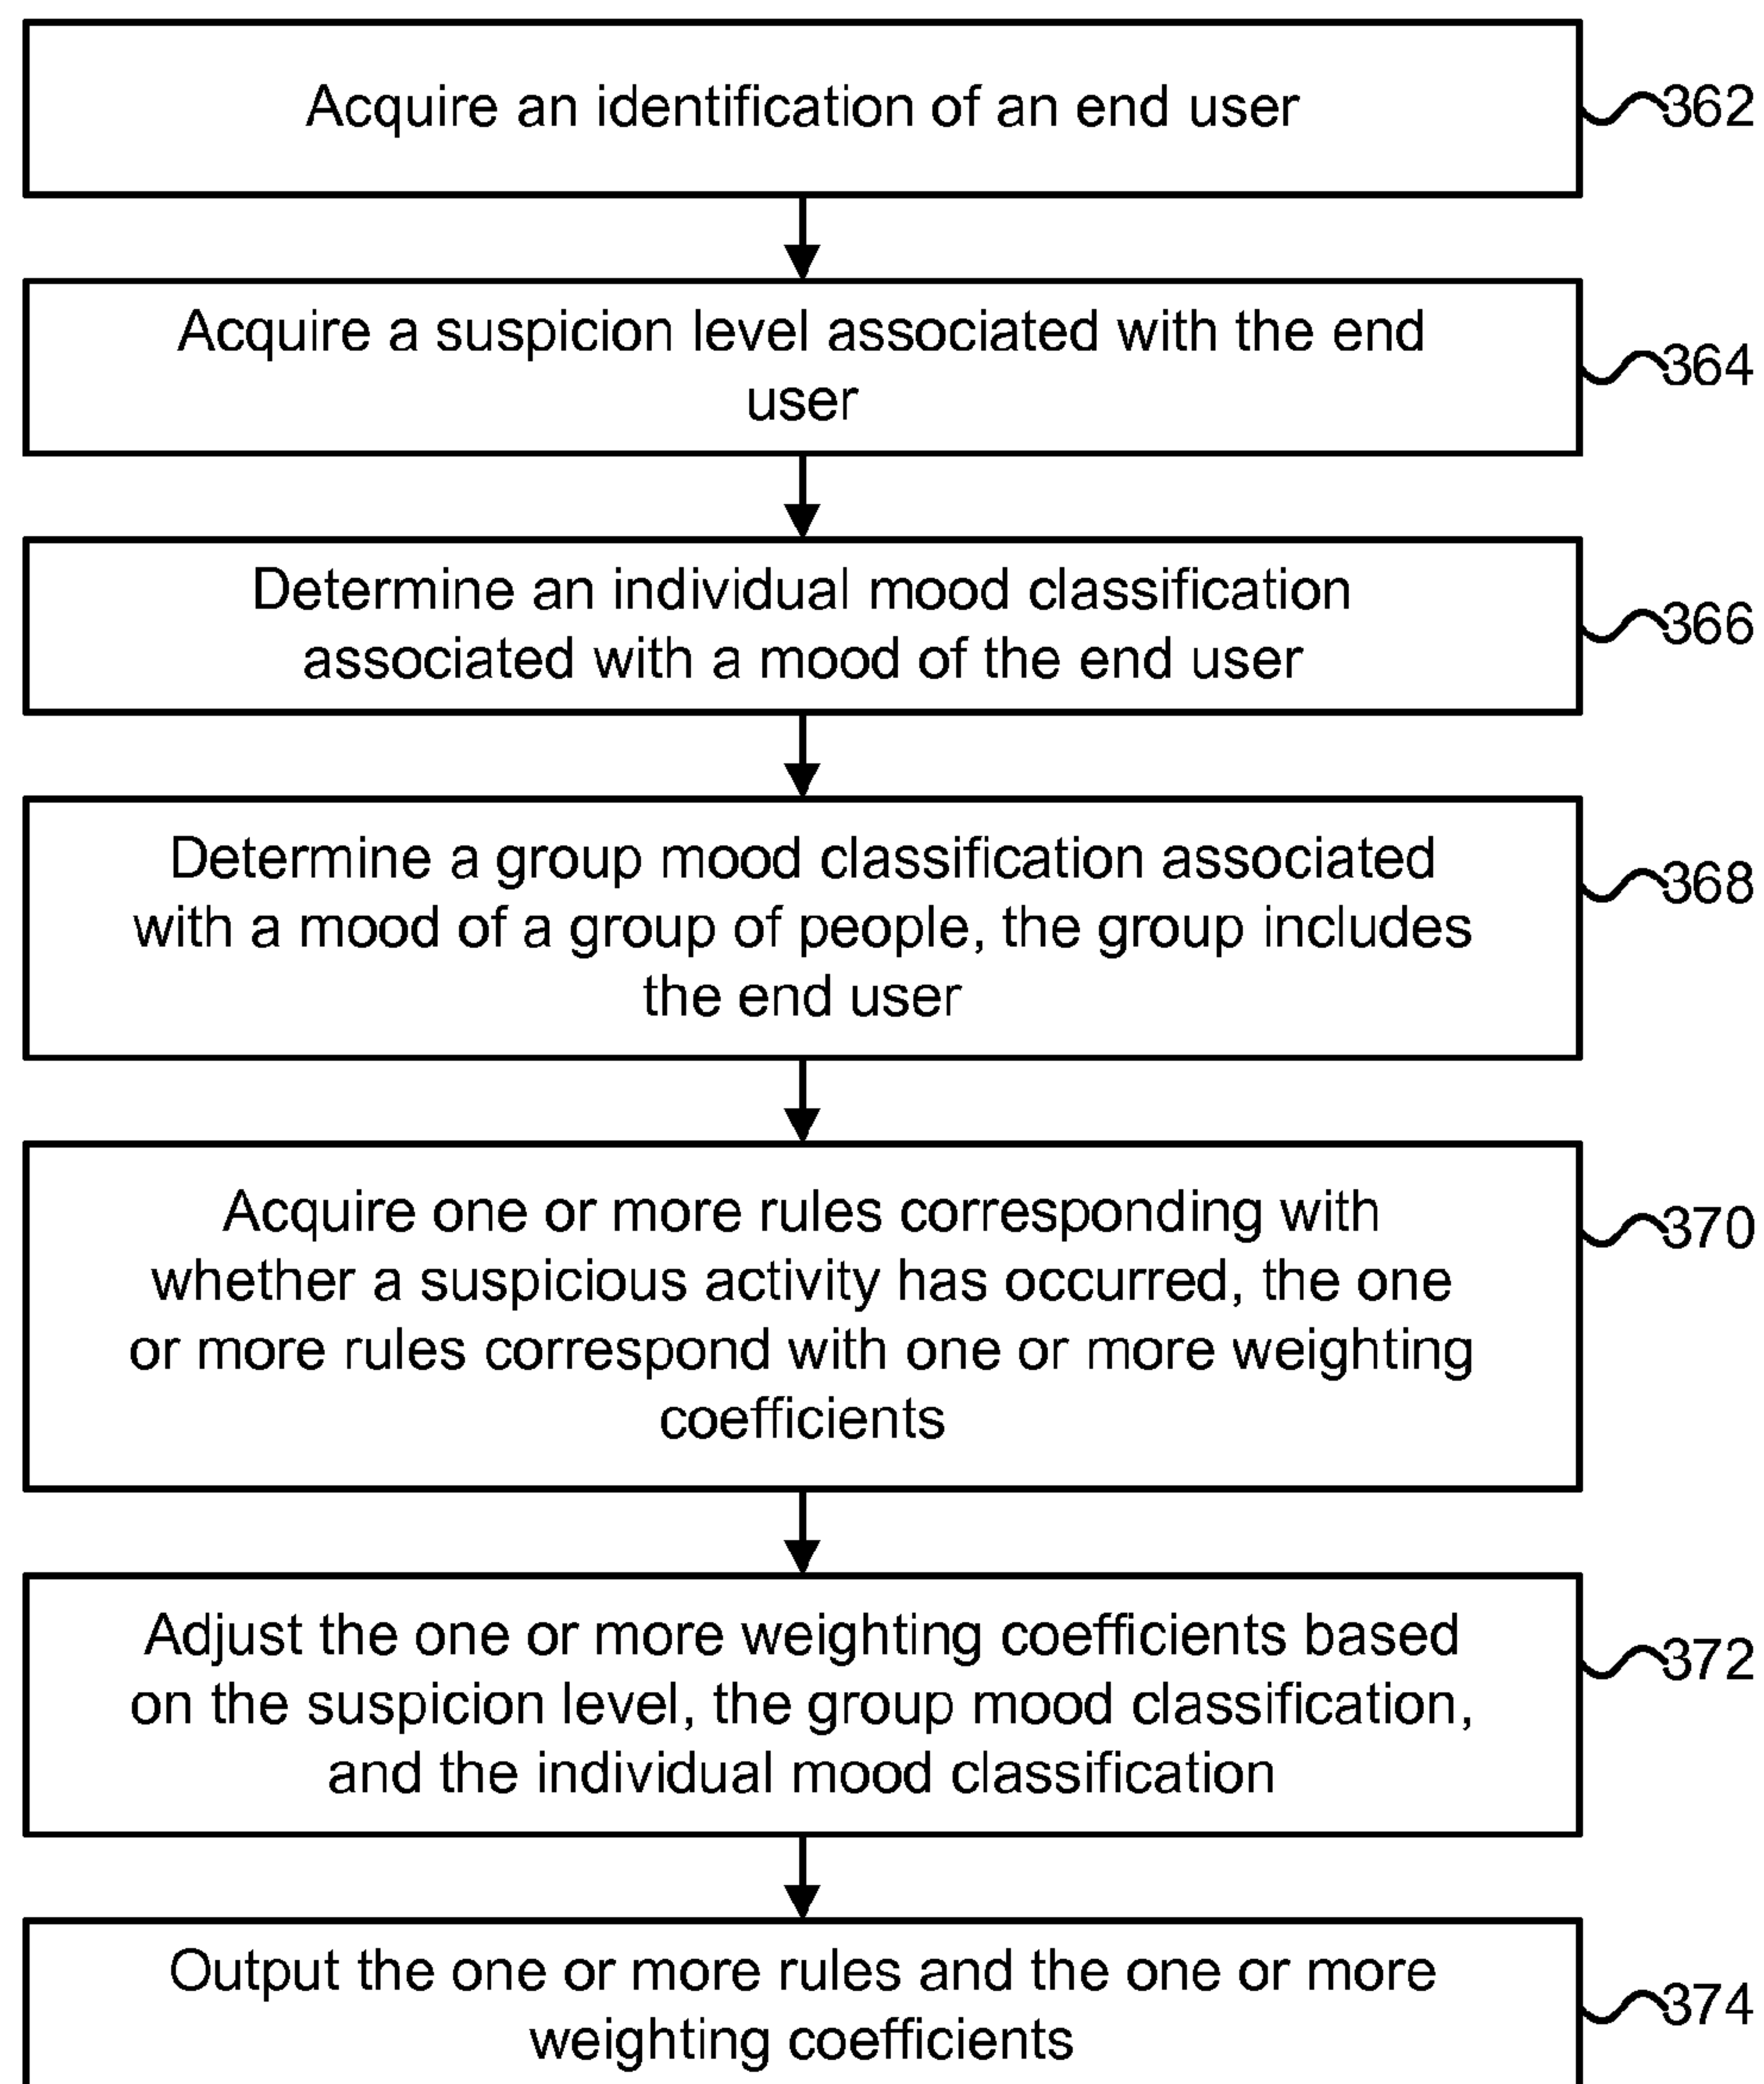 Acquire an identification of an end user
362
Acquire a suspicion level associated with the end
user
364
Determine an individual mood classification
associated with a mood of the end user
366
Determine a group mood classification associated
with a mood of a group of people, the group includes
the end user
368
Acquire one or more rules corresponding with
whether a suspicious activity has occurred, the one
or more rules correspond with one or more weighting
coefficients
370
Adjust the one or more weighting coefficients based
on the suspicion level, the group mood classification,
and the individual mood classification
372
Output the one or more rules and the one or more
weighting coefficients
374